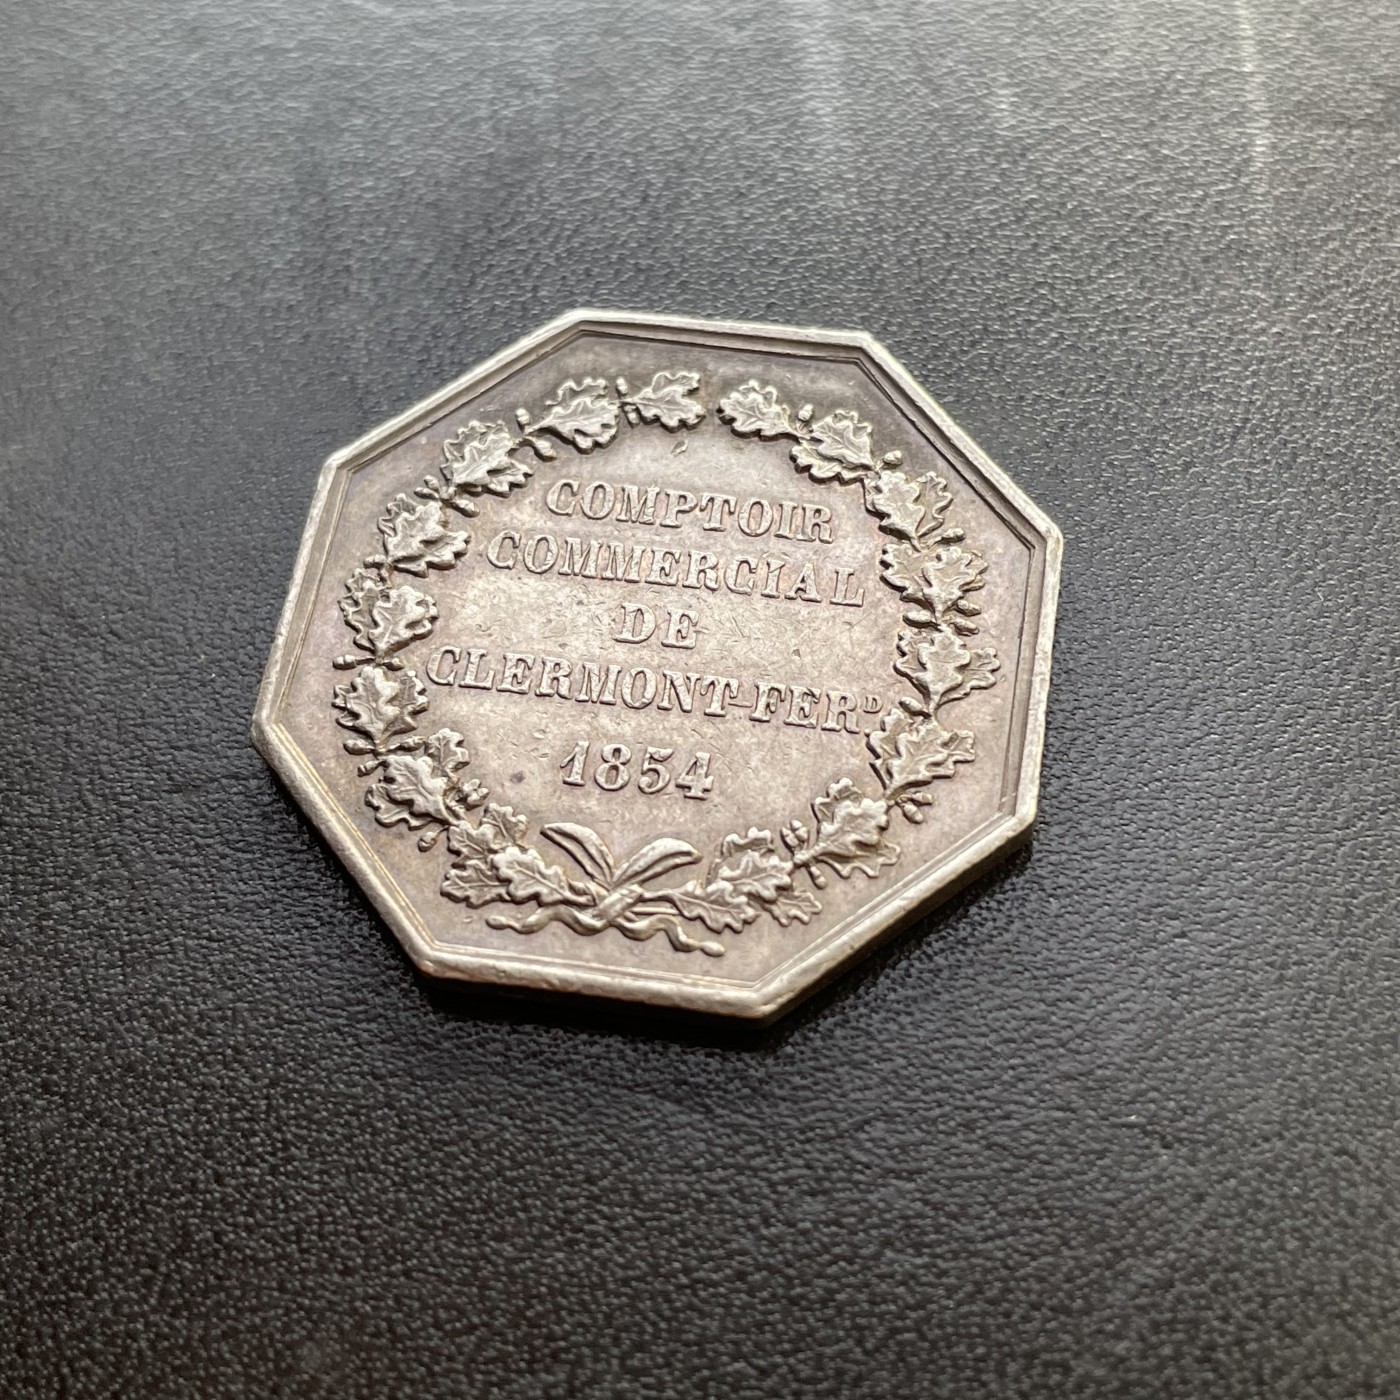 COMPTOIR
COMMERCIAL
DE
CLERMONT-FERD.
1854